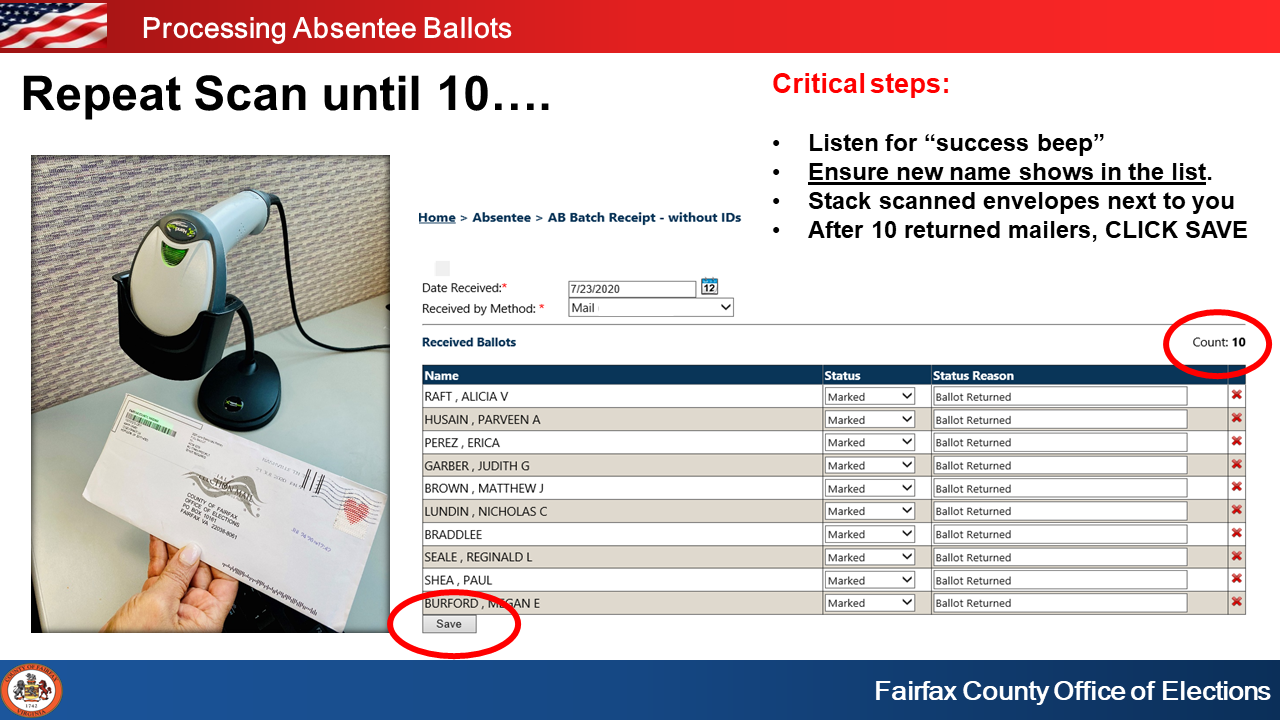 Processing Absentee Ballots
Repeat Scan until 10….
Critical steps:
• Listen for “success beep”
• Ensure new name shows in the list.
• Stack scanned envelopes next to you
• After 10 returned mailers, CLICK SAVE
Home > Absentee > AB Batch Receipt - without IDs
Date Received:* 7/23/2020 12
Received by Method: * Mail
Received Ballots Count: 10
Name Status Status Reason
RAFT , ALICIA V Marked Ballot Returned
HUSAIN , PARVEEN A Marked Ballot Returned
PEREZ , ERICA Marked Ballot Returned
GARBER , JUDITH G Marked Ballot Returned
BROWN , MATTHEW J Marked Ballot Returned
LUNDIN , NICHOLAS C Marked Ballot Returned
BRADDLEE Marked Ballot Returned
SEALE , REGINALD L Marked Ballot Returned
SHEA , PAUL Marked Ballot Returned
BURFORD , MEGAN E Marked Ballot Returned
Save
COUNTY OF FAIRFAX
OFFICE OF ELECTIONS
PO BOX 10161
FAIRFAX VA 22038-8061
COUNTY OF FAIRFAX
VIRGINIA
1742
Fairfax County Office of Elections